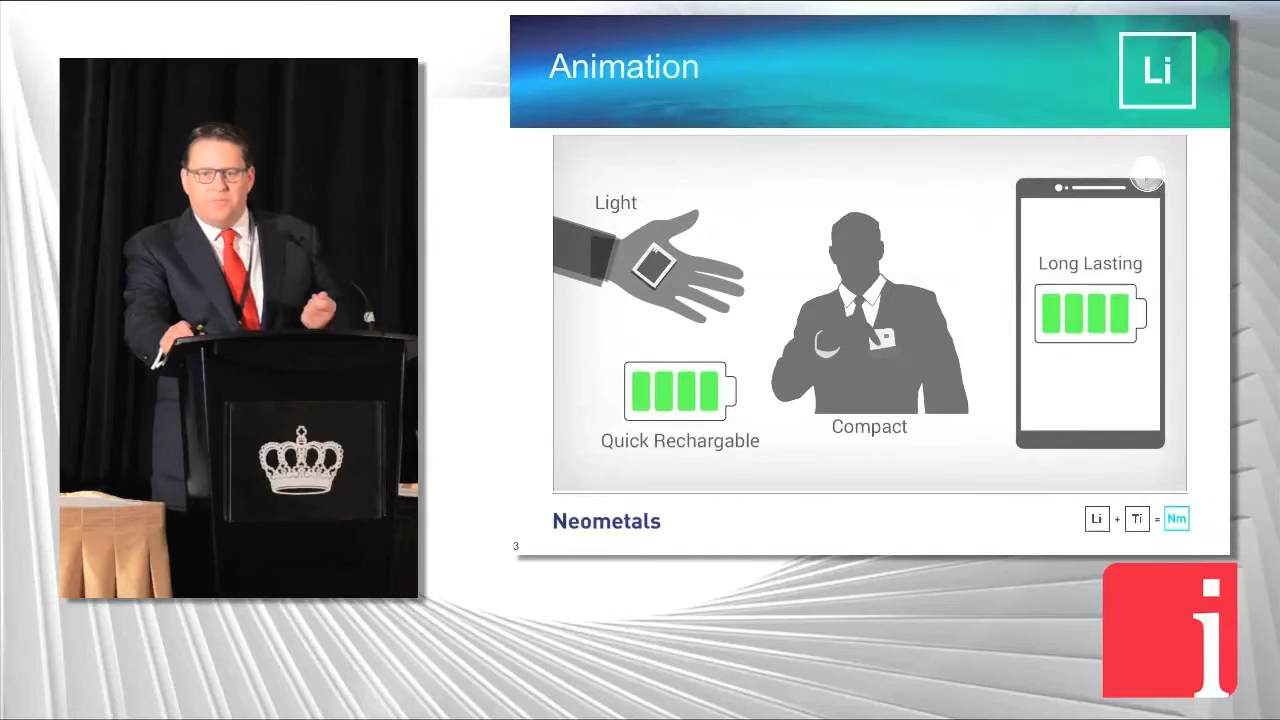 Animation
Li
Light
Long Lasting
Quick Rechargable
Compact
Neometals
Li + Ti = Nm
3
i